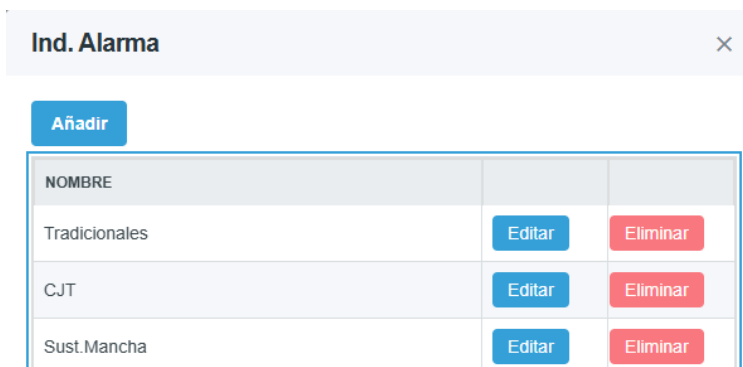 Ind. Alarma
Añadir
NOMBRE
Tradicionales Editar Eliminar
CJT Editar Eliminar
Sust.Mancha Editar Eliminar